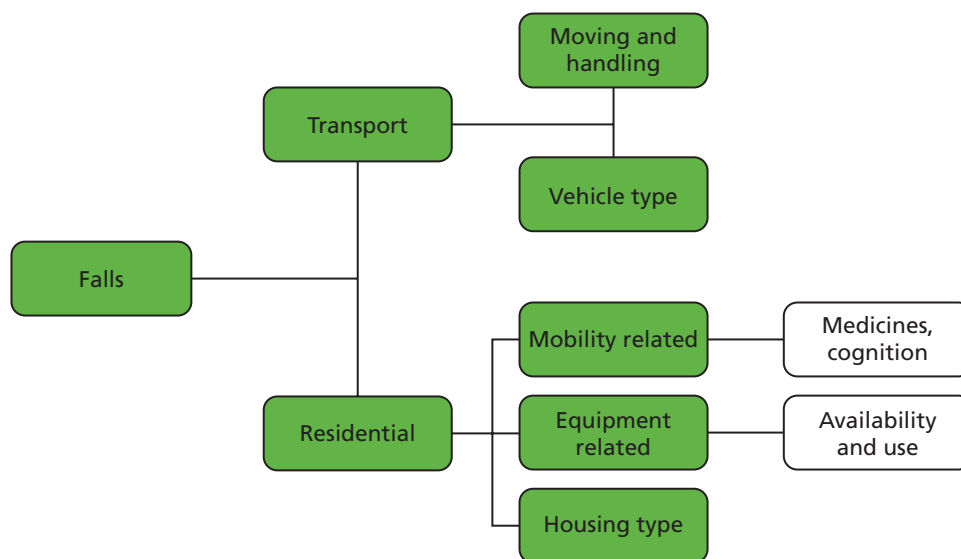 Moving and
handling
Transport
Vehicle type
Falls
Mobility related
Medicines,
cognition
Residential
Equipment
related
Availability
and use
Housing type